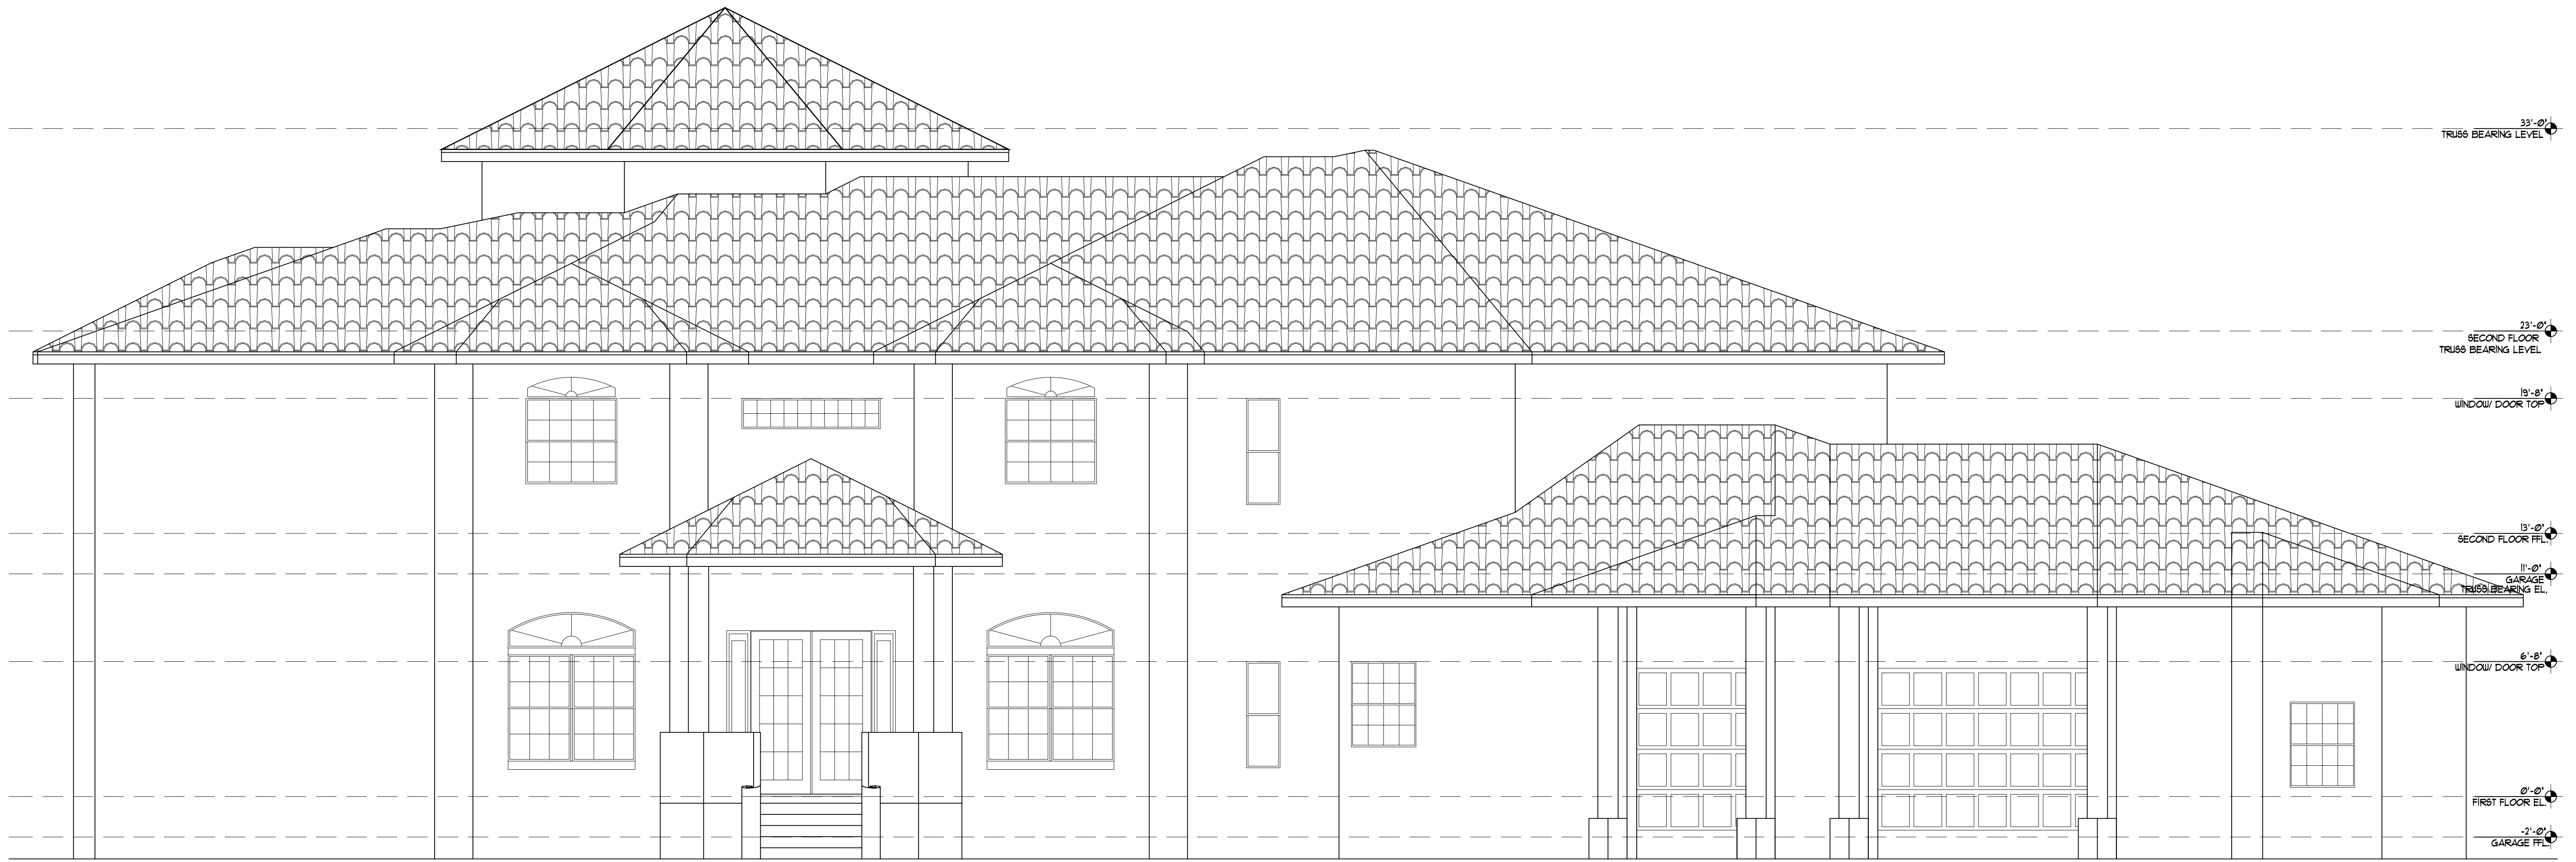 33'-0"
TRUSS BEARING LEVEL
23'-0"
SECOND FLOOR
TRUSS BEARING LEVEL
19'-8"
WINDOW/ DOOR TOP
13'-0"
SECOND FLOOR FFL.
11'-0"
GARAGE
TRUSS BEARING EL.
6'-8"
WINDOW/ DOOR TOP
0'-0"
FIRST FLOOR EL.
-2'-0"
GARAGE FFL.